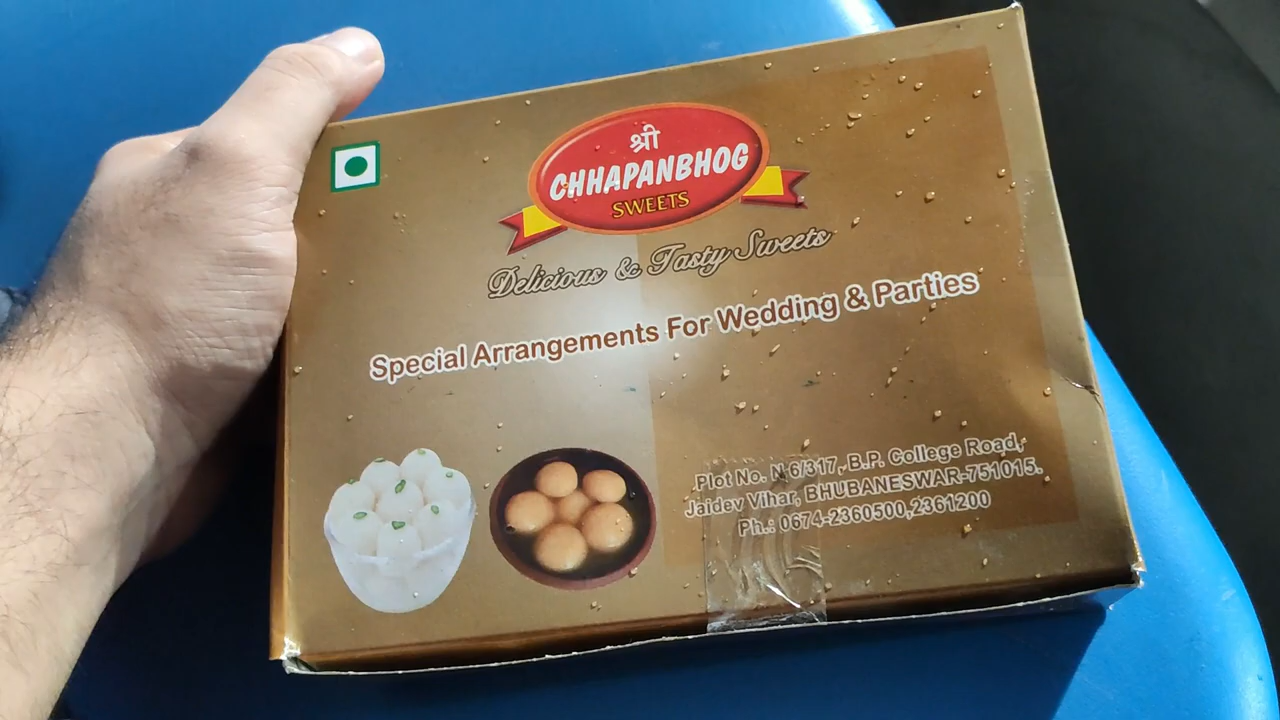 श्री
CHHAPANBHOG
SWEETS
Delicious & Tasty Sweets
Special Arrangements For Wedding & Parties
Plot No. N 6/317, B.P. College Road,
Jaidev Vihar, BHUBANESWAR-751015.
Ph.: 0674-2360500,2361200